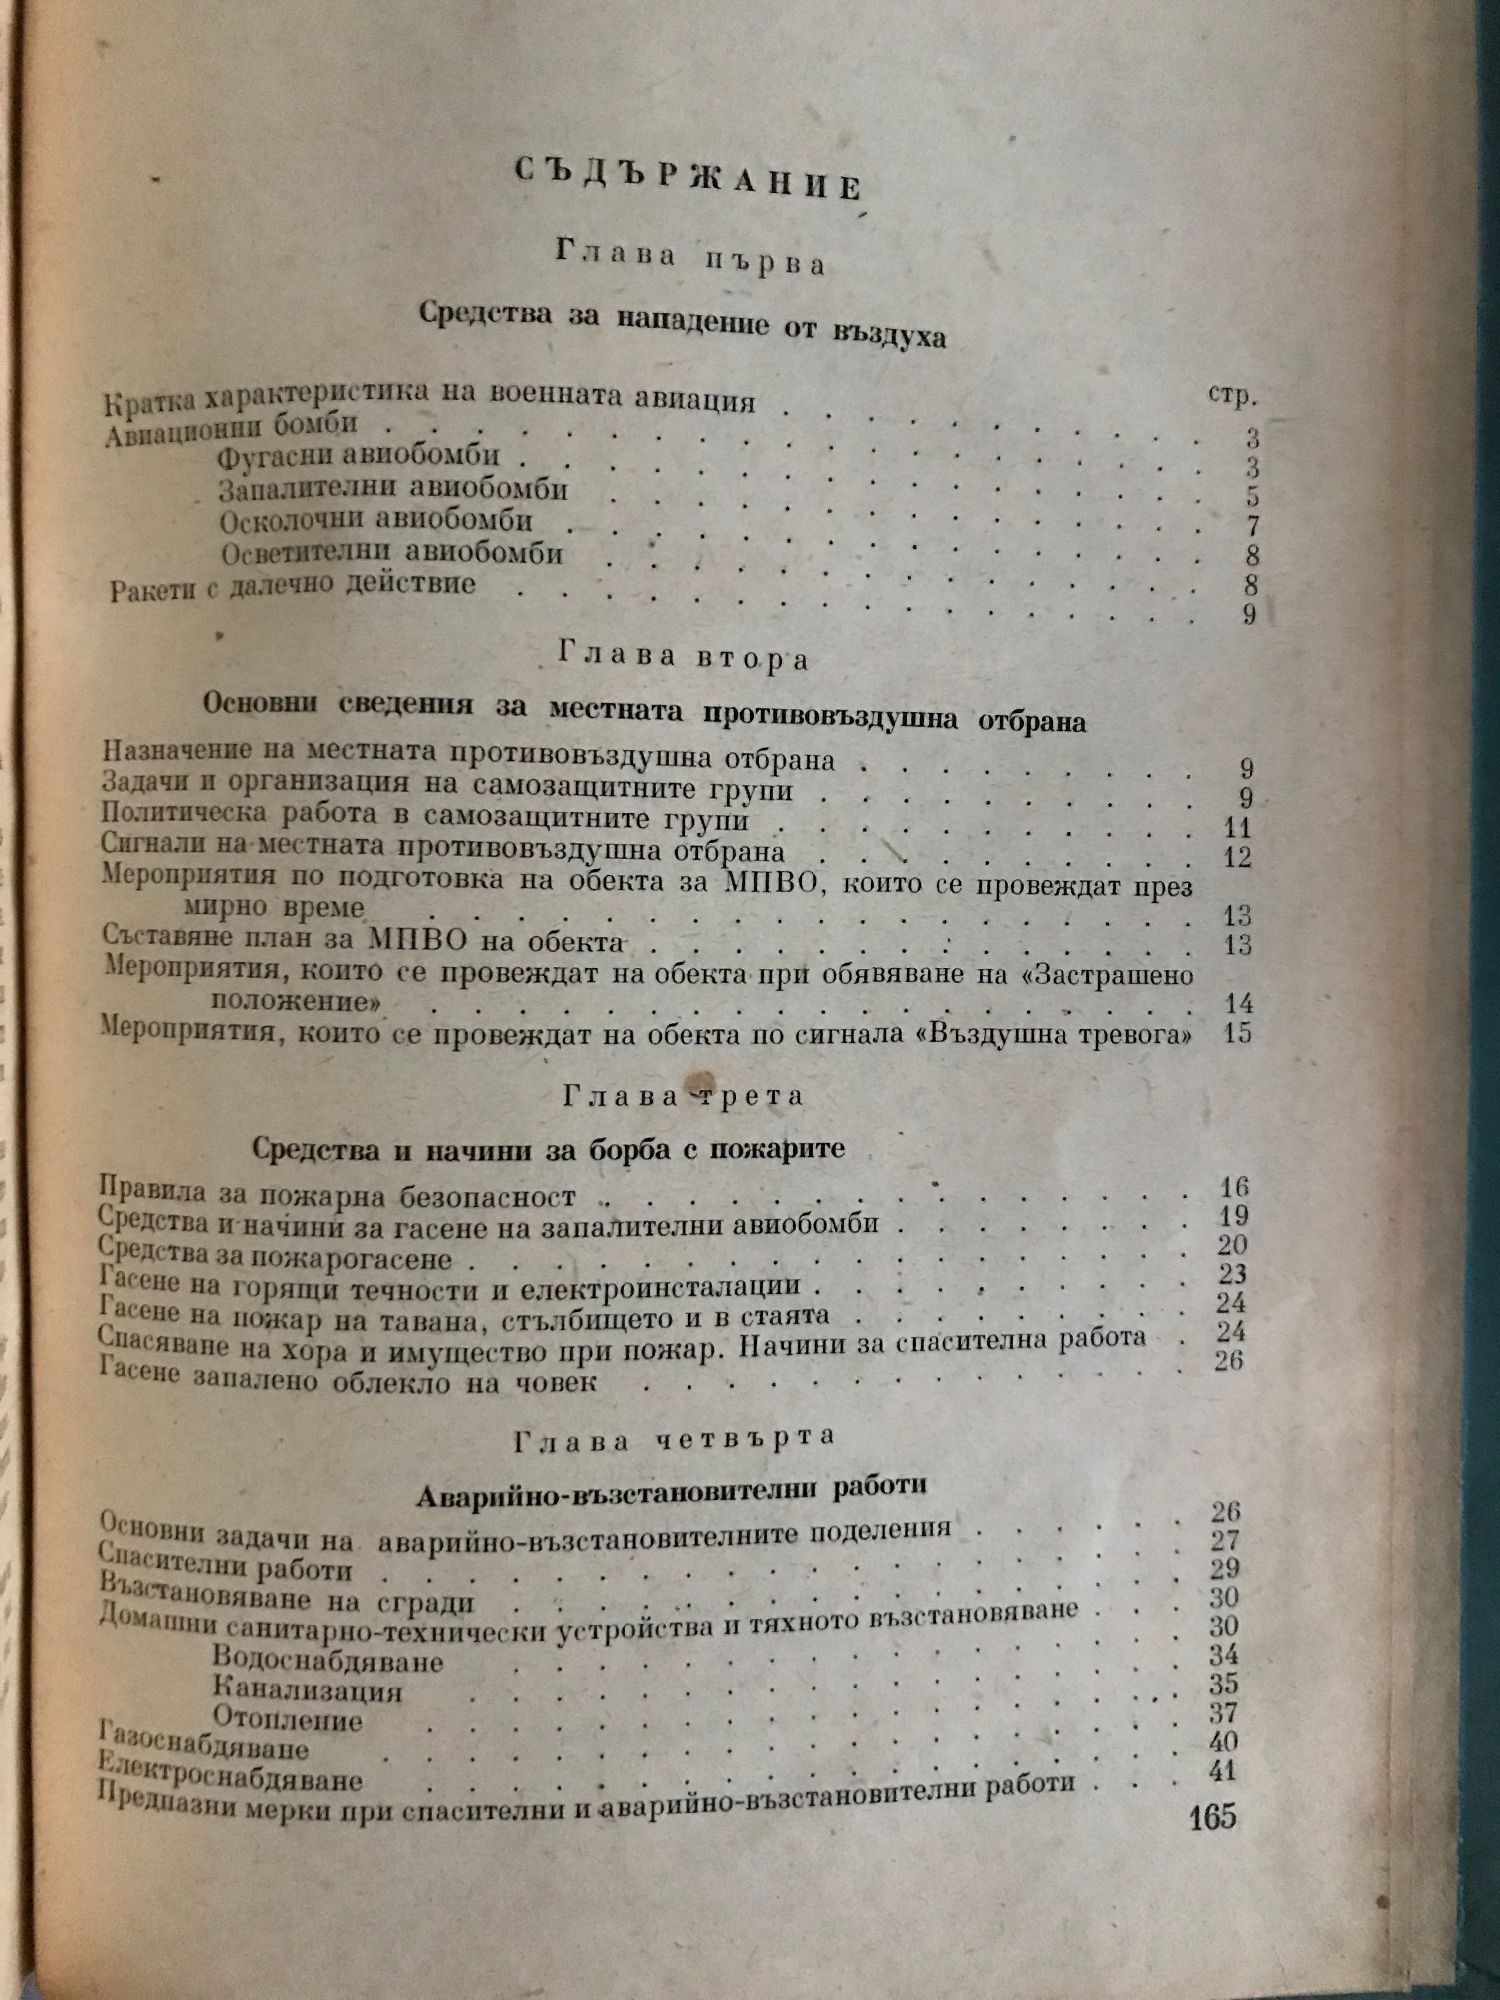 СЪДЪРЖАНИЕ
Глава първа
Средства за нападение от въздуха
стр.
Кратка характеристика на военната авиация . . . . . . . . . . . 3
Авиационни бомби . . . . . . . . . . . . . . . . . . . 3
Фугасни авиобомби . . . . . . . . . . . . . . . . 5
Запалителни авиобомби . . . . . . . . . . . . . . 7
Осколочни авиобомби . . . . . . . . . . . . . . . 8
Осветителни авиобомби . . . . . . . . . . . . . . 8
Ракети с далечно действие . . . . . . . . . . . . . . . . 9
Глава втора
Основни сведения за местната противовъздушна отбрана
Назначение на местната противовъздушна отбрана . . . . . . . . . 9
Задачи и организация на самозащитните групи . . . . . . . . . . 9
Политическа работа в самозащитните групи . . . . . . . . . . . 11
Сигнали на местната противовъздушна отбрана . . . . . . . . . . 12
Мероприятия по подготовка на обекта за МПВО, които се провеждат през
мирно време . . . . . . . . . . . . . . . . . . 13
Съставяне план за МПВО на обекта . . . . . . . . . . . . . 13
Мероприятия, които се провеждат на обекта при обявяване на «Застрашено
положение» . . . . . . . . . . . . . . . . . . 14
Мероприятия, които се провеждат на обекта по сигнала «Въздушна тревога» 15
Глава трета
Средства и начини за борба с пожарите
Правила за пожарна безопасност . . . . . . . . . . . . . . 16
Средства и начини за гасене на запалителни авиобомби . . . . . . . 19
Средства за пожарогасене . . . . . . . . . . . . . . . . . 20
Гасене на горящи течности и електроинсталации . . . . . . . . . 23
Гасене на пожар на тавана, стълбището и в стаята . . . . . . . . 24
Спасяване на хора и имущество при пожар. Начини за спасителна работа . 24
Гасене запалено облекло на човек . . . . . . . . . . . . . 26
Глава четвърта
Аварийно-възстановителни работи
Основни задачи на аварийно-възстановителните поделения . . . . . . 26
Спасителни работи . . . . . . . . . . . . . . . . . . . 27
Възстановяване на сгради . . . . . . . . . . . . . . . . 29
Домашни санитарно-технически устройства и тяхното възстановяване . . . 30
Водоснабдяване . . . . . . . . . . . . . . . . 30
Канализация . . . . . . . . . . . . . . . . . 34
Отопление . . . . . . . . . . . . . . . . . . 35
Газоснабдяване . . . . . . . . . . . . . . . . . . . 37
Електроснабдяване . . . . . . . . . . . . . . . . . . 40
Предпазни мерки при спасителни и аварийно-възстановителни работи . . . 41
165